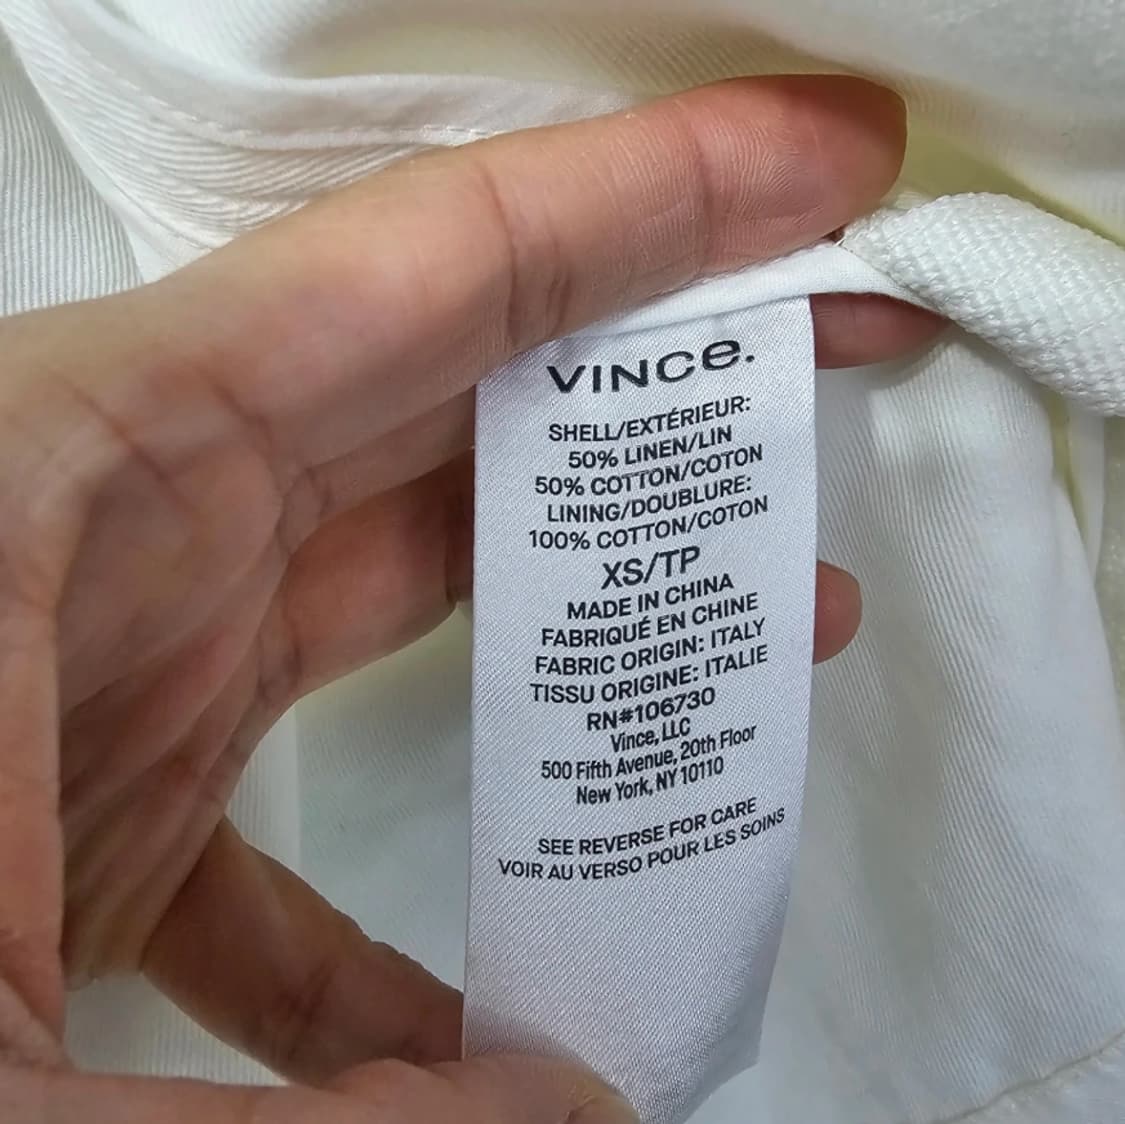 VINCe.
SHELL/EXTÉRIEUR:
50% LINEN/LIN
50% COTTON/COTON
LINING/DOUBLURE:
100% COTTON/COTON
XS/TP
MADE IN CHINA
FABRIQUÉ EN CHINE
FABRIC ORIGIN: ITALY
TISSU ORIGINE: ITALIE
RN#106730
Vince, LLC
500 Fifth Avenue, 20th Floor
New York, NY 10110
SEE REVERSE FOR CARE
VOIR AU VERSO POUR LES SOINS